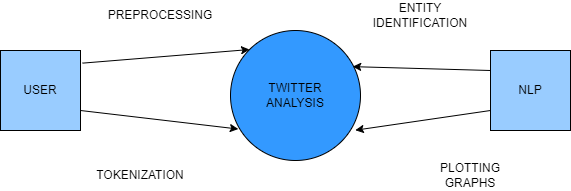 PREPROCESSING
ENTITY
IDENTIFICATION
USER
TWITTER
ANALYSIS
NLP
TOKENIZATION
PLOTTING
GRAPHS